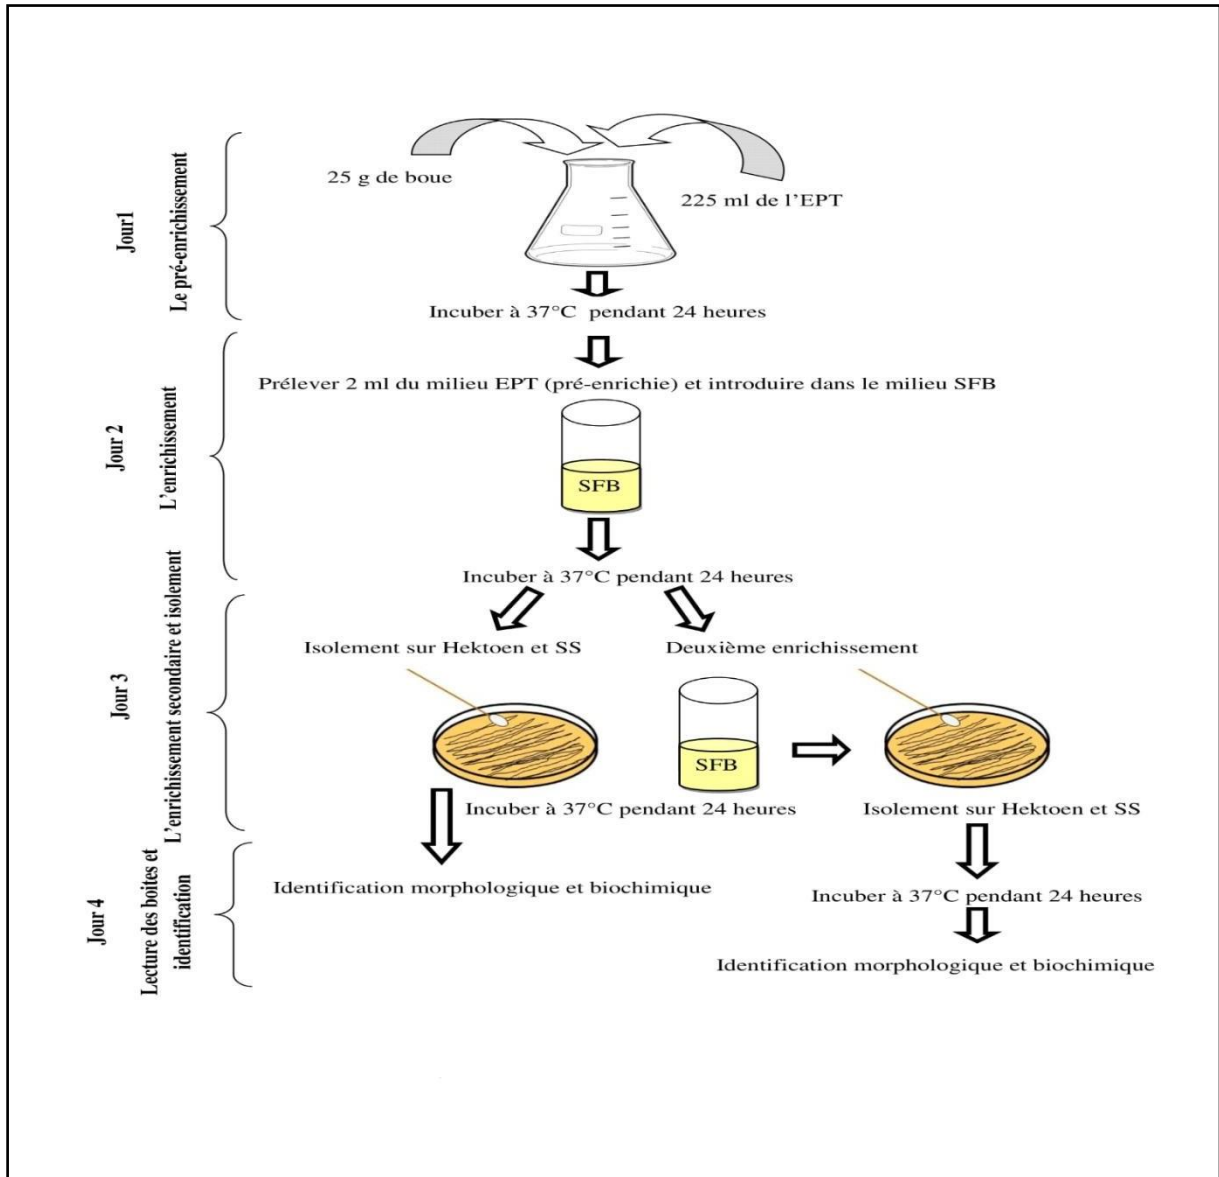 Jour1
Le pré-enrichissement
25 g de boue
225 ml de l’EPT
Incuber à 37°C pendant 24 heures
Jour 2
L’enrichissement
Prélever 2 ml du milieu EPT (pré-enrichie) et introduire dans le milieu SFB
SFB
Incuber à 37°C pendant 24 heures
Jour 3
L’enrichissement secondaire et isolement
Isolement sur Hektoen et SS
Deuxième enrichissement
SFB
Incuber à 37°C pendant 24 heures
Isolement sur Hektoen et SS
Jour 4
Lecture des boites et
identification
Identification morphologique et biochimique
Incuber à 37°C pendant 24 heures
Identification morphologique et biochimique